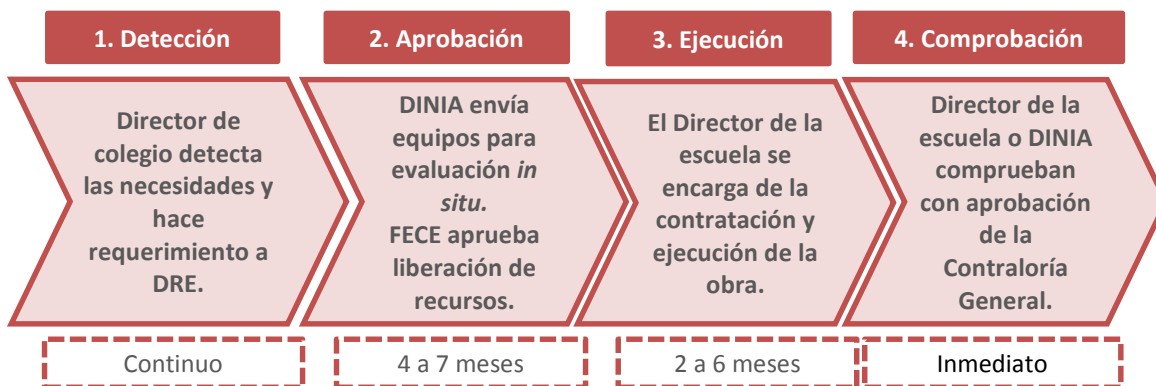 1. Detección
2. Aprobación
3. Ejecución
4. Comprobación
Director de
colegio detecta
las necesidades y
hace
requerimiento a
DRE.
DINIA envía
equipos para
evaluación in
situ.
FECE aprueba
liberación de
recursos.
El Director de la
escuela se
encarga de la
contratación y
ejecución de la
obra.
Director de la
escuela o DINIA
comprueban
con aprobación
de la
Contraloría
General.
Continuo
4 a 7 meses
2 a 6 meses
Inmediato